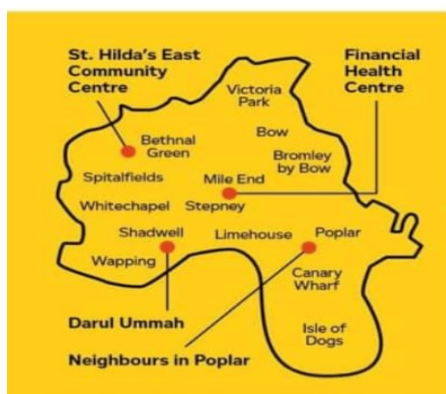 St. Hilda's East
Community
Centre
Financial
Health
Centre
Victoria
Park
Bow
Bethnal
Green
Bromley
by Bow
Spitalfields
Mile End
Whitechapel
Stepney
Shadwell
Limehouse
Poplar
Wapping
Canary
Wharf
Darul Ummah
Isle of
Dogs
Neighbours in Poplar